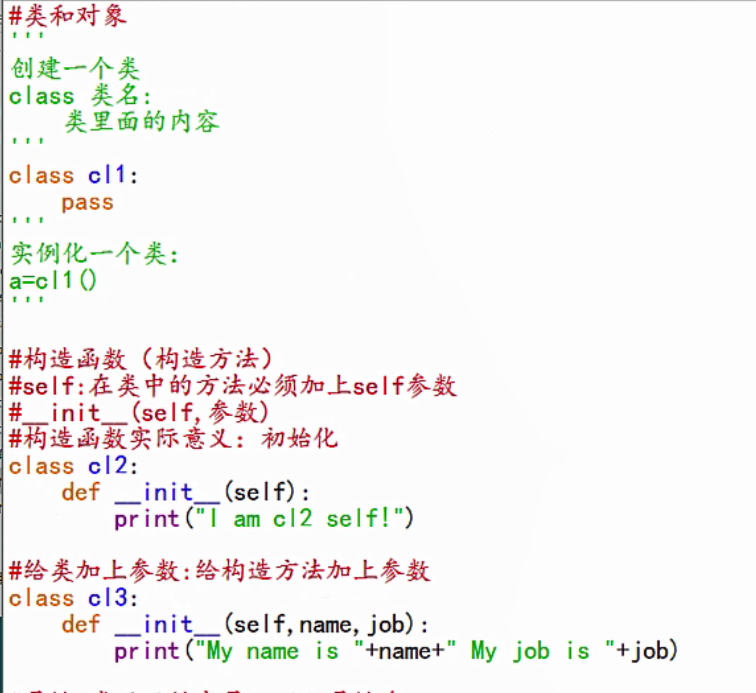 #类和对象
'''
创建一个类
class 类名:
    类里面的内容
'''
class cl1:
    pass
'''
实例化一个类:
a=cl1()
'''
#构造函数（构造方法）
#self:在类中的方法必须加上self参数
#__init__(self,参数)
#构造函数实际意义: 初始化
class cl2:
    def __init__(self):
        print("I am cl2 self!")
#给类加上参数:给构造方法加上参数
class cl3:
    def __init__(self,name,job):
        print("My name is "+name+" My job is "+job)